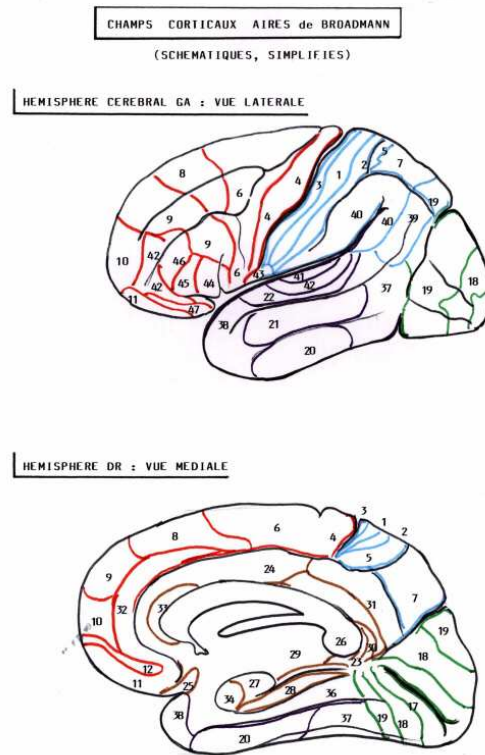 CHAMPS CORTICAUX AIRES de BROADMANN
(SCHEMATIQUES, SIMPLIFIES)
HEMISPHERE CEREBRAL GA : VUE LATERALE
5
8 4 1 2 7
6 3
19
9 4 40 40 39
9
10 42 46
42 45 44 6 43 41
42
11 47 22 37 19 18
38 21
20
HEMISPHERE DR : VUE MEDIALE
3 1
6 4 2
8 5
24
9 31 7
10 32 33
26 19
29 30 18
12 23
11 25 27
34 28 36 17
38 37 19 18
20